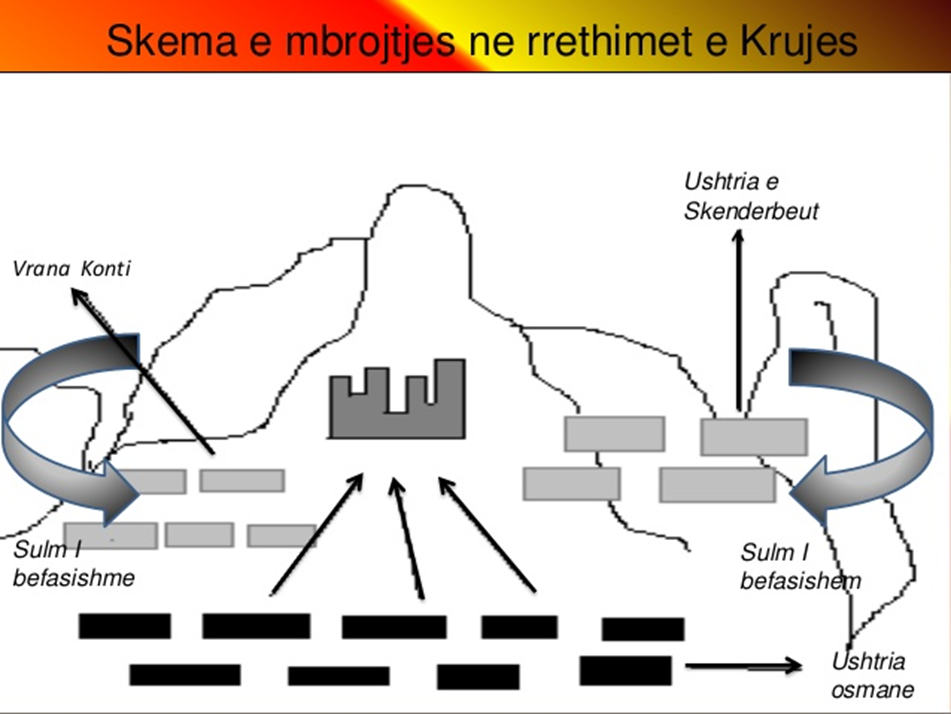 Skema e mbrojtjes ne rrethimet e Krujes
Ushtria e
Skenderbeut
Vrana Konti
Sulm I
befasishme
Sulm I
befasishem
Ushtria
osmane